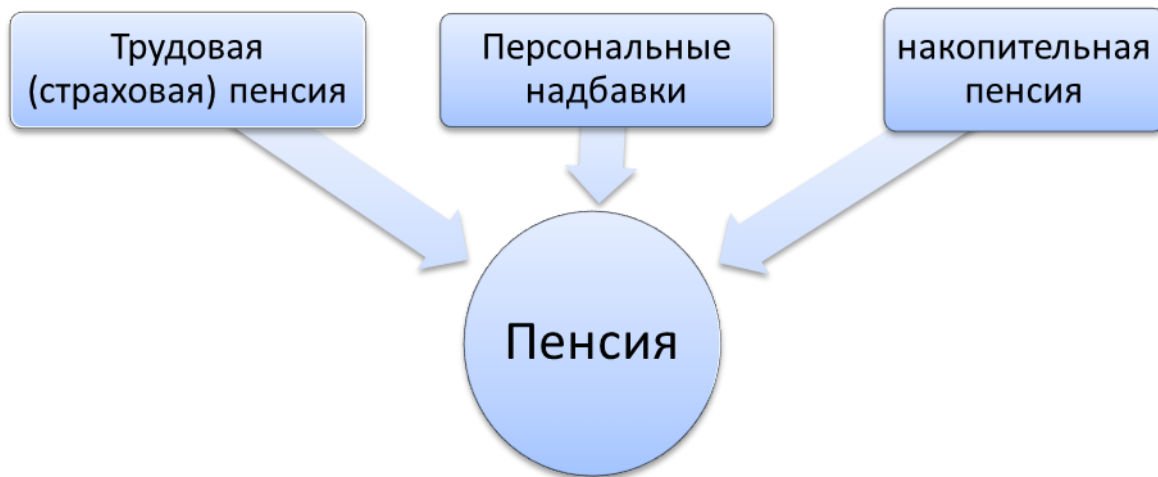 Трудовая
(страховая) пенсия
Персональные
надбавки
накопительная
пенсия
Пенсия